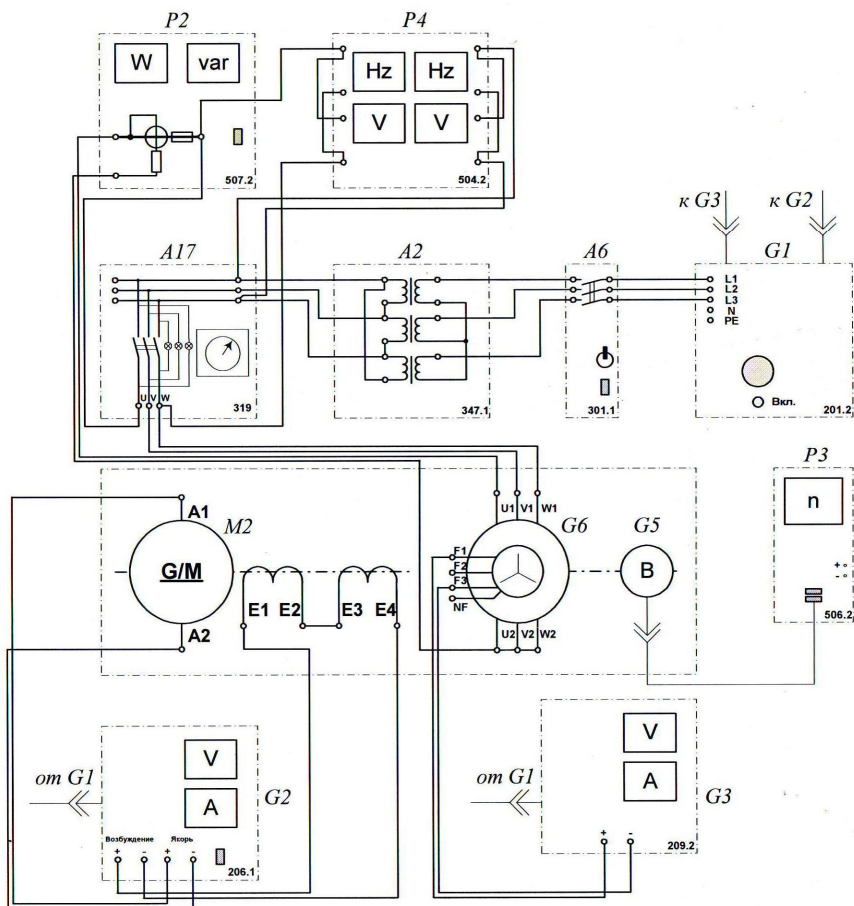 P2
P4
W
var
Hz
Hz
V
V
507.2
504.2
к G3
к G2
A17
A2
A6
G1
L1
L2
L3
N
PE
U V W
319
347.1
301.1
Вкл.
201.2
P3
n
+
-
506.2
A1
M2
G/M
A2
E1
E2
E3
E4
U1
V1
W1
G6
G5
F1
F2
F3
NF
B
U2
V2
W2
V
A
от G1
G2
Возбуждение
Якорь
+
-
+
-
206.1
V
A
от G1
G3
+
-
209.2